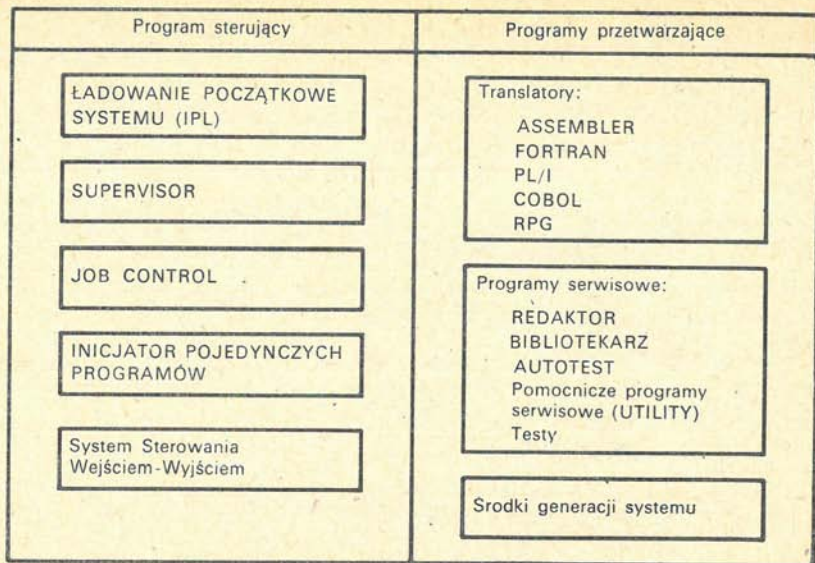 Program sterujący
ŁADOWANIE POCZĄTKOWE
SYSTEMU (IPL)
SUPERVISOR
JOB CONTROL
INICJATOR POJEDYNCZYCH
PROGRAMÓW
System Sterowania
Wejściem-Wyjściem
Programy przetwarzające
Translatory:
ASSEMBLER
FORTRAN
PL/I
COBOL
RPG
Programy serwisowe:
REDAKTOR
BIBLIOTEKARZ
AUTOTEST
Pomocnicze programy
serwisowe (UTILITY)
Testy
Srodki generacji systemu